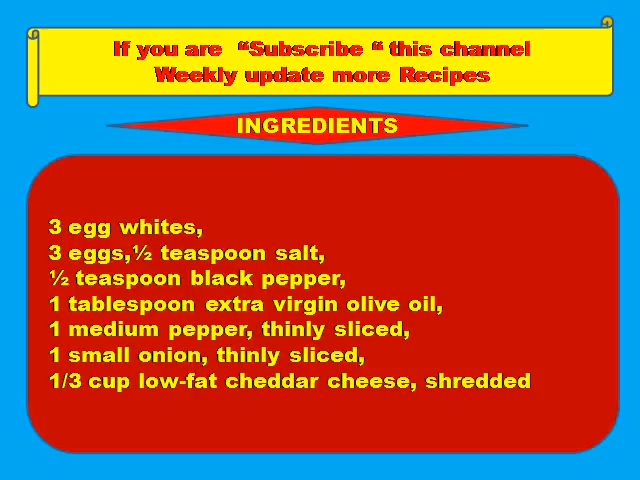 If you are “Subscribe “ this channel
Weekly update more Recipes
INGREDIENTS
3 egg whites,
3 eggs,½ teaspoon salt,
½ teaspoon black pepper,
1 tablespoon extra virgin olive oil,
1 medium pepper, thinly sliced,
1 small onion, thinly sliced,
1/3 cup low-fat cheddar cheese, shredded